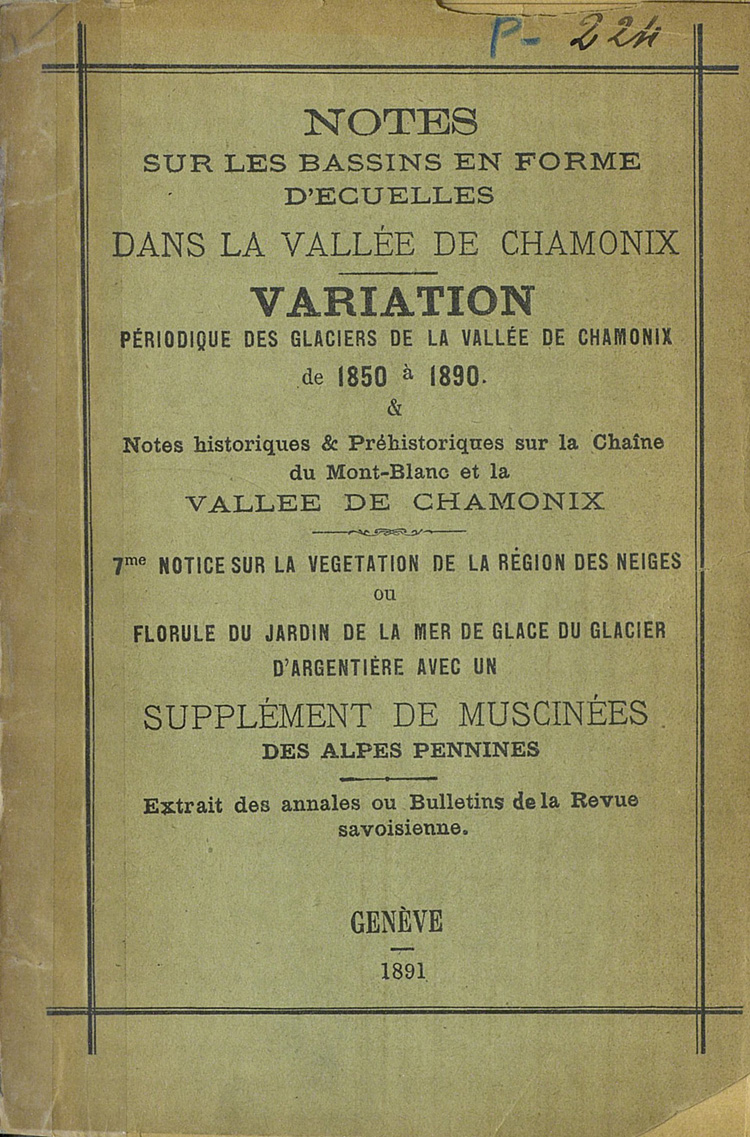 P- 224
NOTES
SUR LES BASSINS EN FORME
D'ECUELLES
DANS LA VALLÉE DE CHAMONIX
VARIATION
PÉRIODIQUE DES GLACIERS DE LA VALLÉE DE CHAMONIX
de 1850 à 1890.
&
Notes historiques & Préhistoriques sur la Chaîne
du Mont-Blanc et la
VALLEE DE CHAMONIX
7me NOTICE SUR LA VEGETATION DE LA RÉGION DES NEIGES
ou
FLORULE DU JARDIN DE LA MER DE GLACE DU GLACIER
D'ARGENTIÈRE AVEC UN
SUPPLÉMENT DE MUSCINÉES
DES ALPES PENNINES
Extrait des annales ou Bulletins de la Revue
savoisienne.
GENÈVE
1891